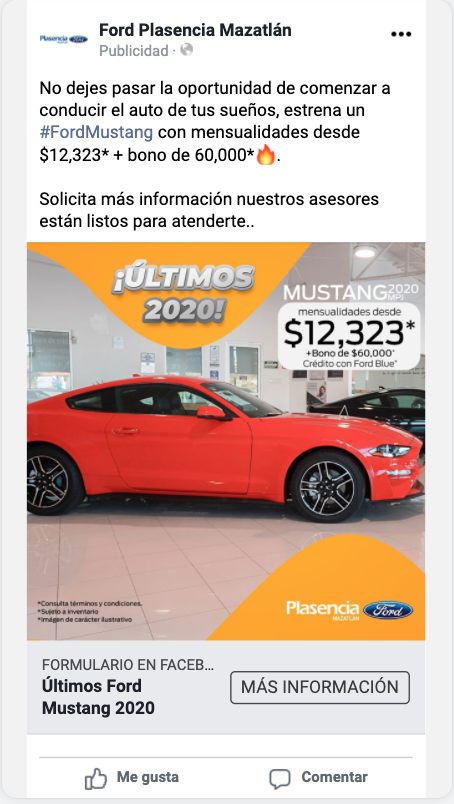 Plasencia Ford
MAZATLÁN
Ford Plasencia Mazatlán
Publicidad ·
No dejes pasar la oportunidad de comenzar a
conducir el auto de tus sueños, estrena un
#FordMustang con mensualidades desde
$12,323* + bono de 60,000*🔥.
Solicita más información nuestros asesores
están listos para atenderte..
¡ÚLTIMOS
2020!
MUSTANG 2020
mensualidades desde
$12,323*
+Bono de $60,000*
Crédito con Ford Blue*
*Consulta términos y condiciones.
*Sujeto a inventario
*Imágen de carácter ilustrativo
Plasencia Ford
MAZATLÁN
FORMULARIO EN FACEB...
Últimos Ford
Mustang 2020
MÁS INFORMACIÓN
Me gusta
Comentar